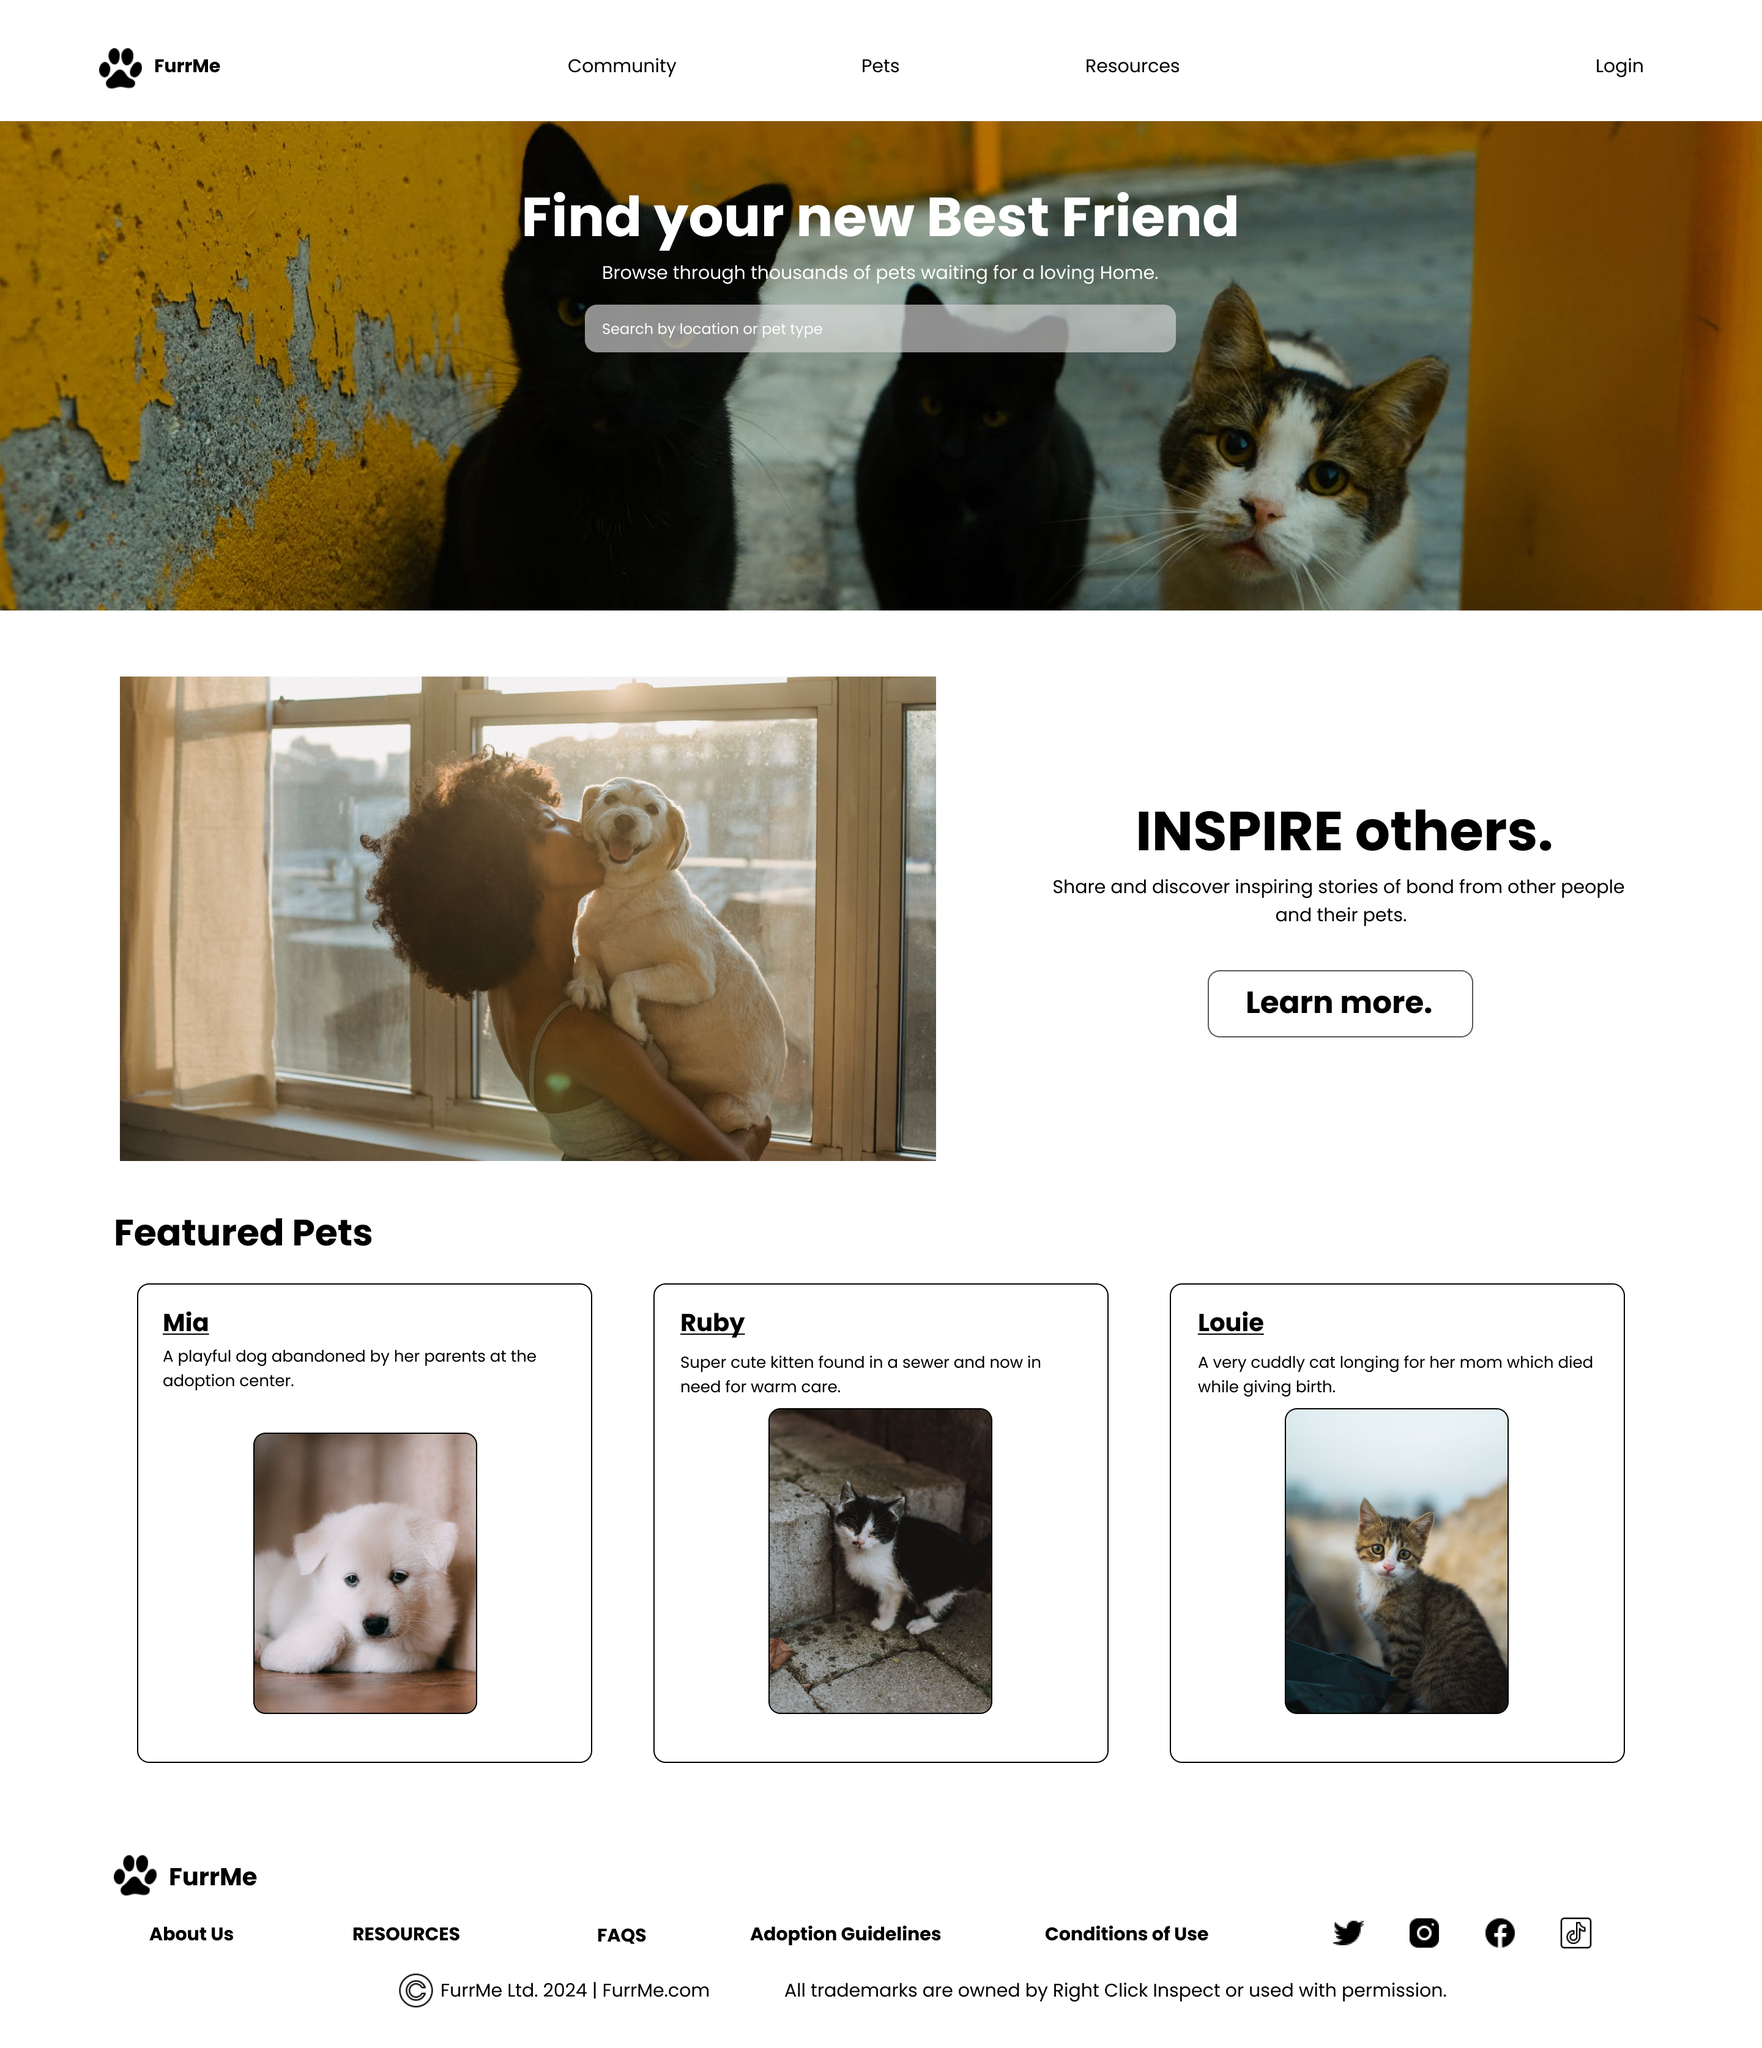 FurrMe
Community
Pets
Resources
Login
Find your new Best Friend
Browse through thousands of pets waiting for a loving Home.
Search by location or pet type
INSPIRE others.
Share and discover inspiring stories of bond from other people
and their pets.
Learn more.
Featured Pets
Mia
A playful dog abandoned by her parents at the
adoption center.
Ruby
Super cute kitten found in a sewer and now in
need for warm care.
Louie
A very cuddly cat longing for her mom which died
while giving birth.
FurrMe
About Us
RESOURCES
FAQS
Adoption Guidelines
Conditions of Use
© FurrMe Ltd. 2024 | FurrMe.com
All trademarks are owned by Right Click Inspect or used with permission.